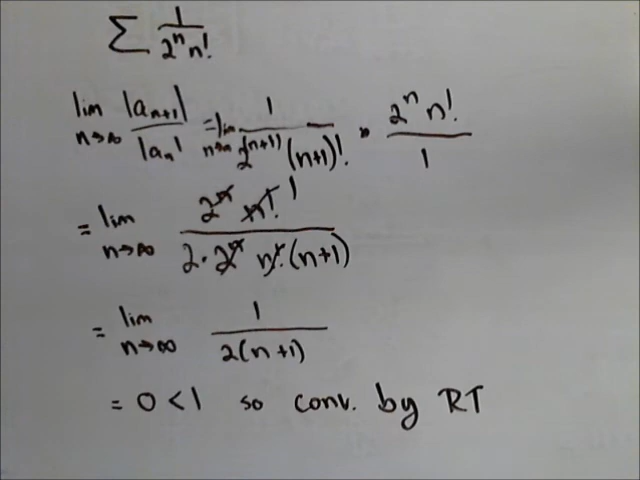 ∑ 1/(2^n n!)
lim n→∞ |a_{n+1}|/|a_n| = lim n→∞ 1/(2^{(n+1)} (n+1)!) · (2^n n!)/1
= lim n→∞ (2^n n! 1)/(2·2^n n!(n+1))
= lim n→∞ 1/(2(n+1))
= 0 < 1 so conv. by RT